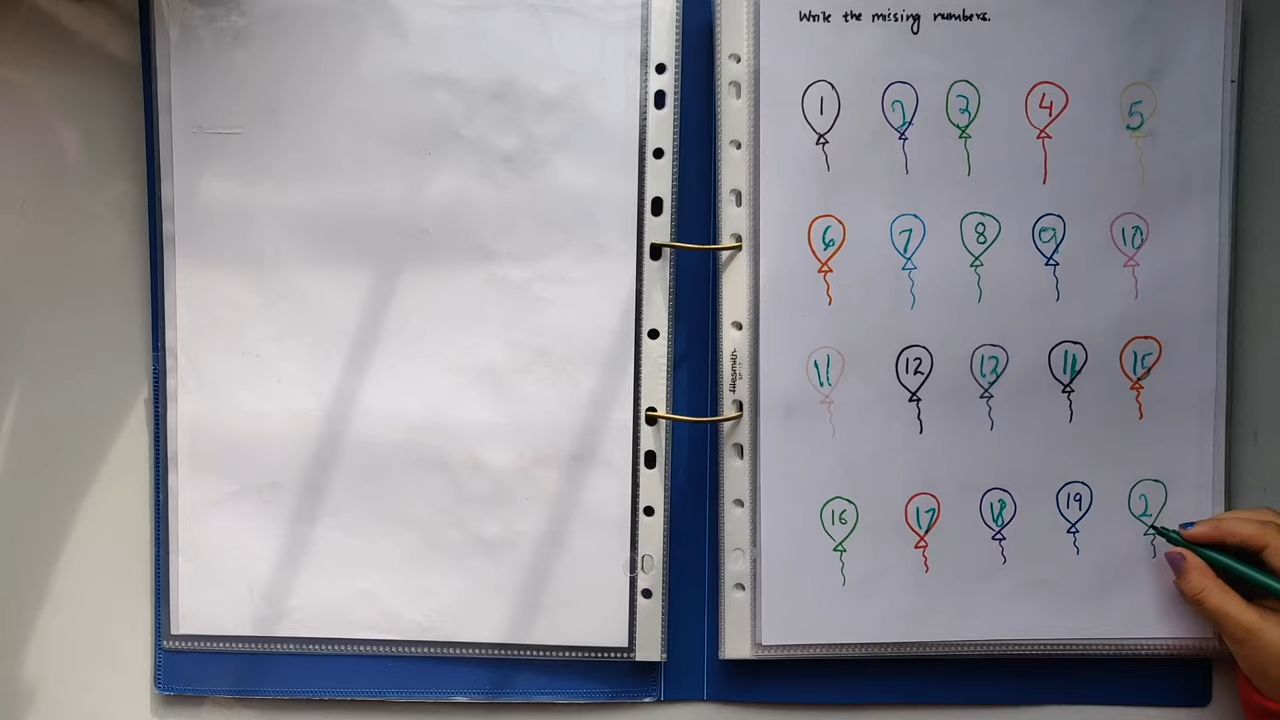 Write the missing numbers.
1 2 3 4 5
6 7 8 9 10
filesmith
11 12 13 14 15
16 17 18 19 2